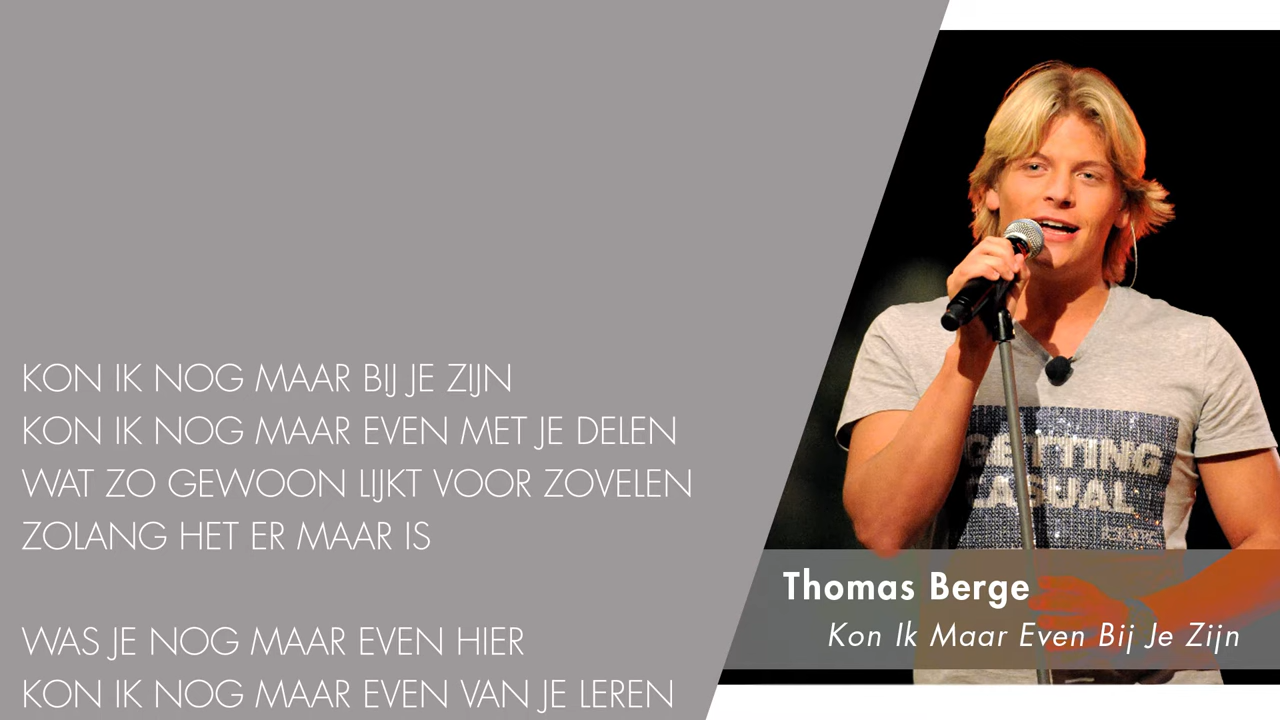 KON IK NOG MAAR BIJ JE ZIJN
KON IK NOG MAAR EVEN MET JE DELEN
WAT ZO GEWOON LIJKT VOOR ZOVELEN
ZOLANG HET ER MAAR IS
WAS JE NOG MAAR EVEN HIER
KON IK NOG MAAR EVEN VAN JE LEREN
GETTING
CASUAL
Thomas Berge
Kon Ik Maar Even Bij Je Zijn